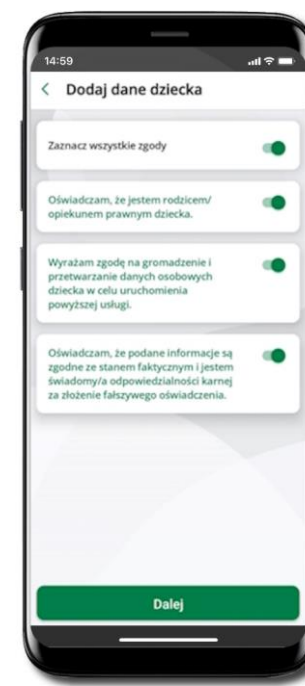 14:59
Dodaj dane dziecka
Zaznacz wszystkie zgody
Oświadczam, że jestem rodzicem/
opiekunem prawnym dziecka.
Wyrażam zgodę na gromadzenie i
przetwarzanie danych osobowych
dziecka w celu uruchomienia
powyższej usługi.
Oświadczam, że podane informacje są
zgodne ze stanem faktycznym i jestem
świadomy/a odpowiedzialności karnej
za złożenie fałszywego oświadczenia.
Dalej